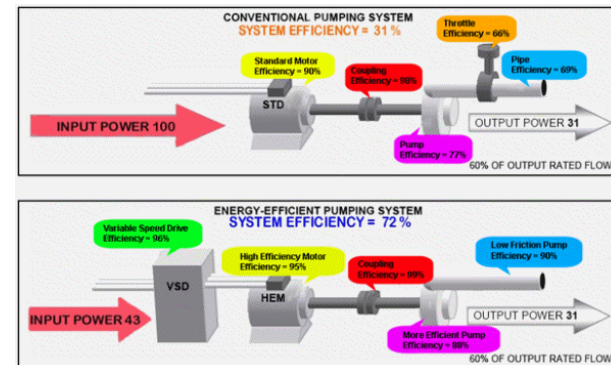 CONVENTIONAL PUMPING SYSTEM
SYSTEM EFFICIENCY = 31 %
Throttle
Efficiency = 66%
Standard Motor
Efficiency = 90%
Coupling
Efficiency = 98%
Pipe
Efficiency = 69%
STD
INPUT POWER 100
OUTPUT POWER 31
Pump
Efficiency = 77%
60% OF OUTPUT RATED FLOW
ENERGY-EFFICIENT PUMPING SYSTEM
SYSTEM EFFICIENCY = 72 %
Variable Speed Drive
Efficiency = 96%
High Efficiency Motor
Efficiency = 95%
Coupling
Efficiency = 99%
Low Friction Pump
Efficiency = 90%
VSD
HEM
INPUT POWER 43
OUTPUT POWER 31
More Efficient Pump
Efficiency = 88%
60% OF OUTPUT RATED FLOW